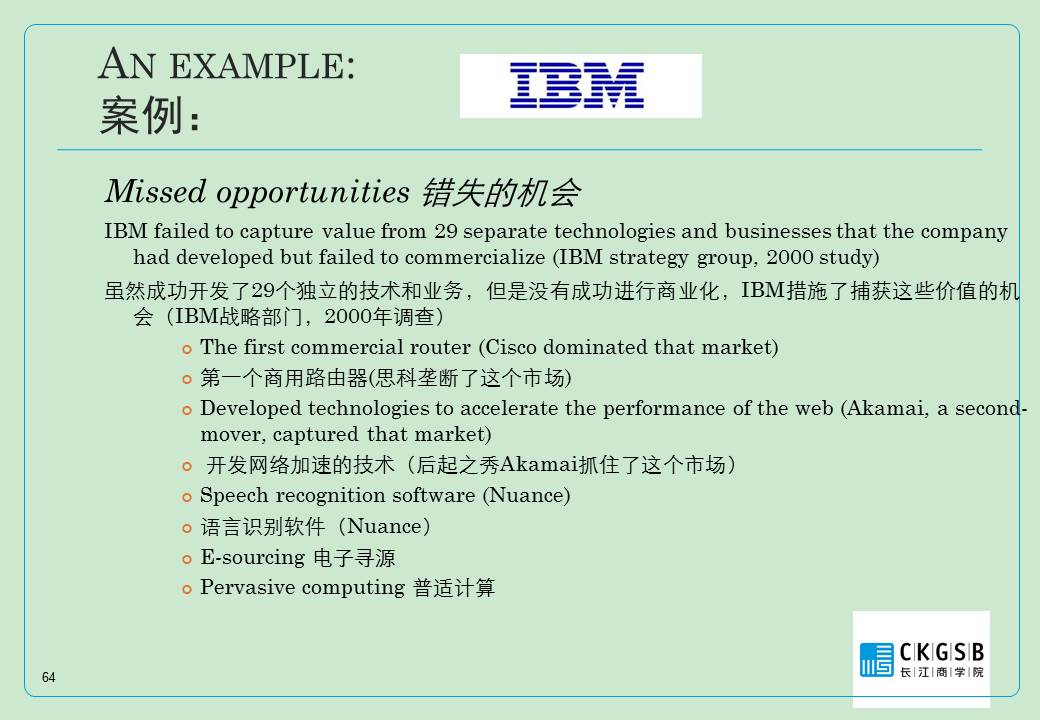 AN EXAMPLE:
案例：
IBM
Missed opportunities 错失的机会
IBM failed to capture value from 29 separate technologies and businesses that the company
had developed but failed to commercialize (IBM strategy group, 2000 study)
虽然成功开发了29个独立的技术和业务，但是没有成功进行商业化，IBM措施了捕获这些价值的机
会（IBM战略部门，2000年调查）
The first commercial router (Cisco dominated that market)
第一个商用路由器(思科垄断了这个市场)
Developed technologies to accelerate the performance of the web (Akamai, a second-
mover, captured that market)
开发网络加速的技术（后起之秀Akamai抓住了这个市场）
Speech recognition software (Nuance)
语言识别软件（Nuance）
E-sourcing 电子寻源
Pervasive computing 普适计算
CKGSB
长江商学院
64